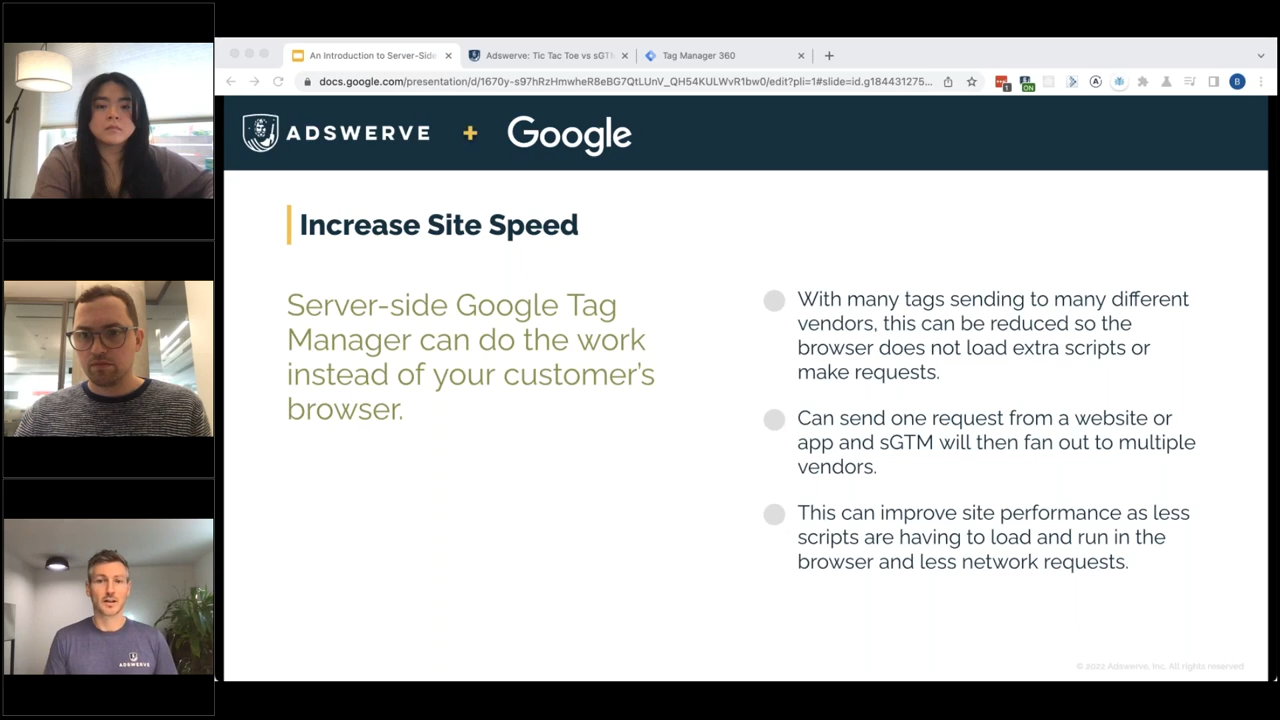 An Introduction to Server-Side
Adswerve: Tic Tac Toe vs sGTM
Tag Manager 360
docs.google.com/presentation/d/1670y-s97hRzHmwheR8eBG7QtLUnV_QH54KULWvR1bw0/edit?pli=1#slide=id.g184431275...
ON
A
B
ADSWERVE + Google
Increase Site Speed
Server-side Google Tag
Manager can do the work
instead of your customer's
browser.
With many tags sending to many different
vendors, this can be reduced so the
browser does not load extra scripts or
make requests.
Can send one request from a website or
app and sGTM will then fan out to multiple
vendors.
This can improve site performance as less
scripts are having to load and run in the
browser and less network requests.
ADSWERVE
© 2022 Adswerve, Inc. All rights reserved